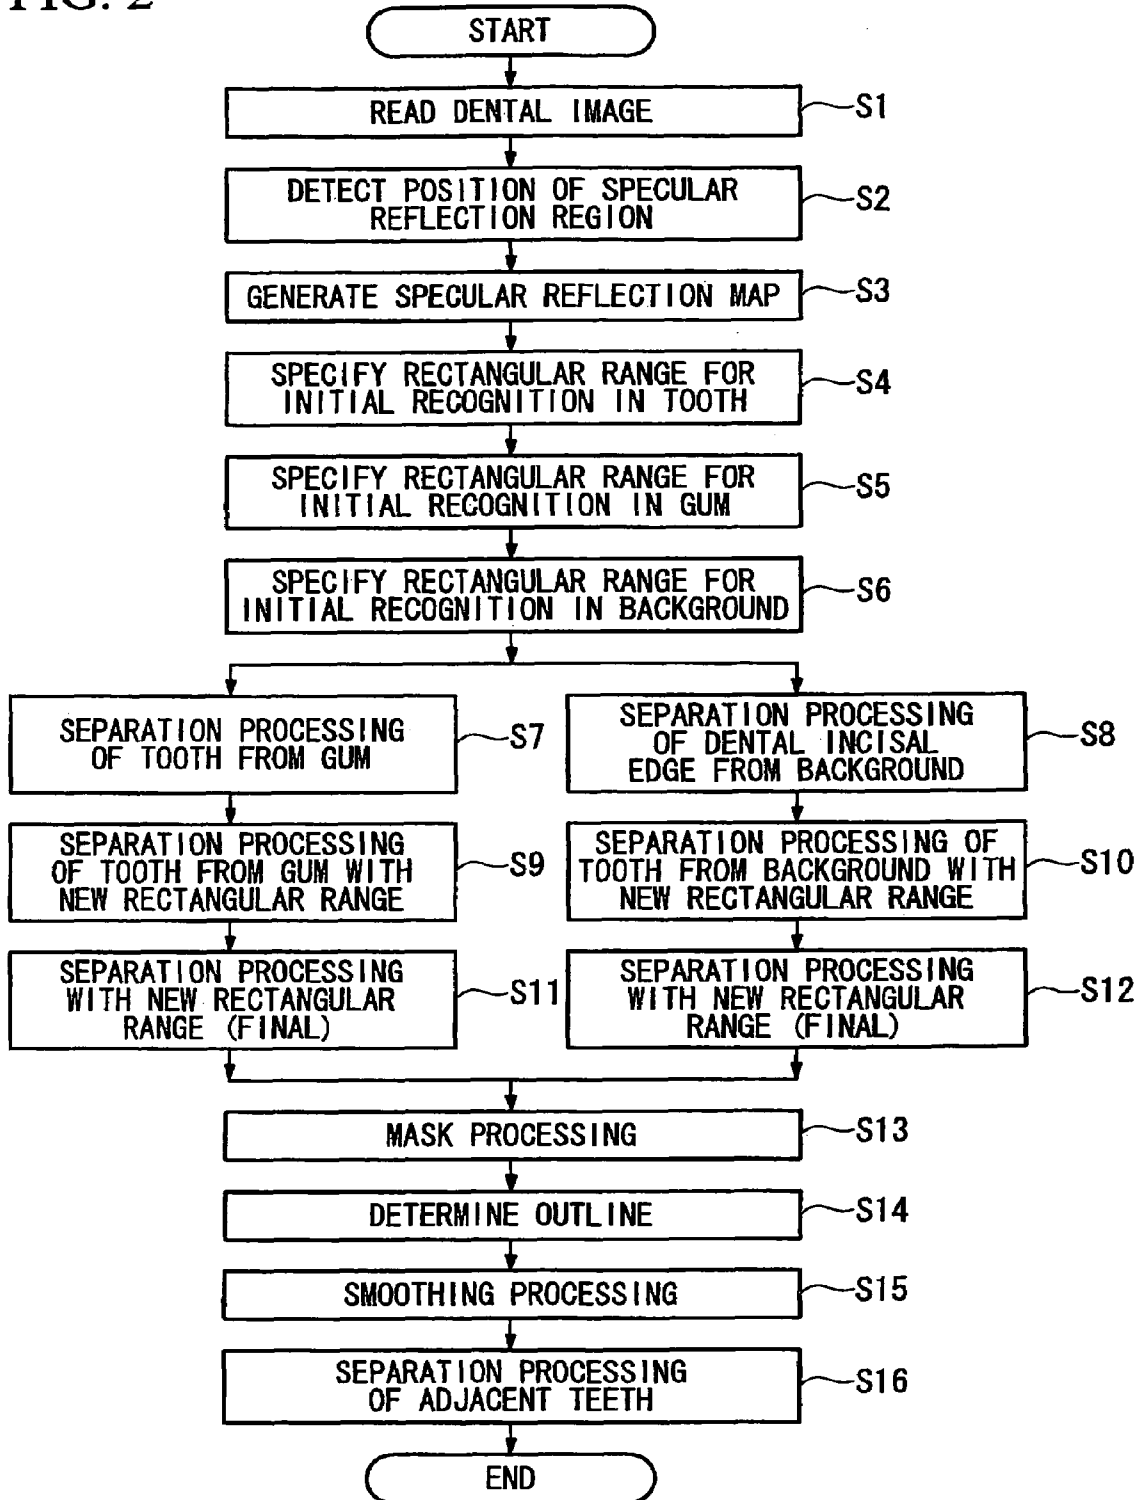 FIG. 2
START
READ DENTAL IMAGE
S1
DETECT POSITION OF SPECULAR
REFLECTION REGION
S2
GENERATE SPECULAR REFLECTION MAP
S3
SPECIFY RECTANGULAR RANGE FOR
INITIAL RECOGNITION IN TOOTH
S4
SPECIFY RECTANGULAR RANGE FOR
INITIAL RECOGNITION IN GUM
S5
SPECIFY RECTANGULAR RANGE FOR
INITIAL RECOGNITION IN BACKGROUND
S6
SEPARATION PROCESSING
OF TOOTH FROM GUM
S7
SEPARATION PROCESSING
OF DENTAL INCISAL
EDGE FROM BACKGROUND
S8
SEPARATION PROCESSING
OF TOOTH FROM GUM WITH
NEW RECTANGULAR RANGE
S9
SEPARATION PROCESSING OF
TOOTH FROM BACKGROUND WITH
NEW RECTANGULAR RANGE
S10
SEPARATION PROCESSING
WITH NEW RECTANGULAR
RANGE (FINAL)
S11
SEPARATION PROCESSING
WITH NEW RECTANGULAR
RANGE (FINAL)
S12
MASK PROCESSING
S13
DETERMINE OUTLINE
S14
SMOOTHING PROCESSING
S15
SEPARATION PROCESSING
OF ADJACENT TEETH
S16
END